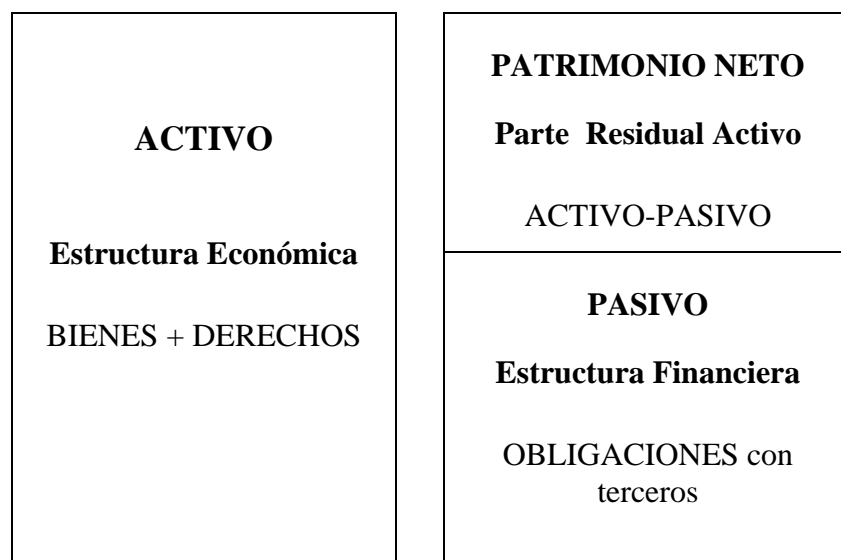 ACTIVO
Estructura Económica
BIENES + DERECHOS
PATRIMONIO NETO
Parte Residual Activo
ACTIVO-PASIVO
PASIVO
Estructura Financiera
OBLIGACIONES con
terceros